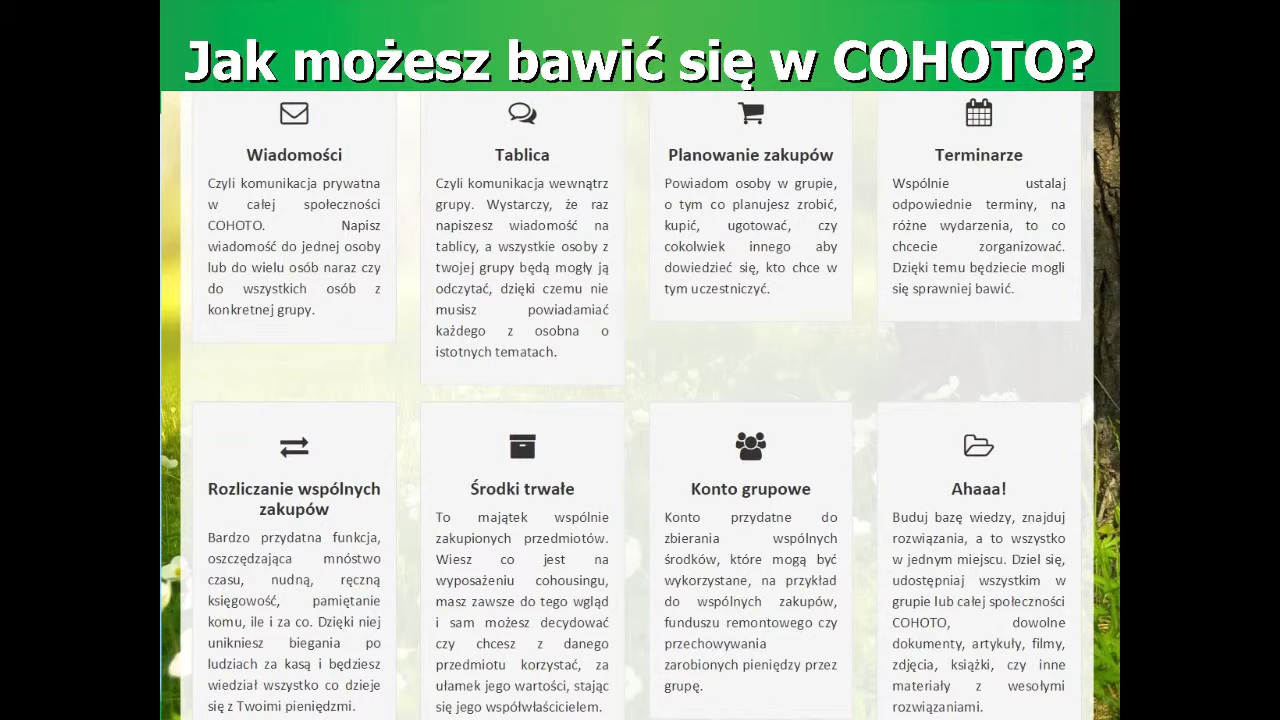 Jak możesz bawić się w COHOTO?
Wiadomości
Czyli komunikacja prywatna
w całej społeczności
COHOTO. Napisz
wiadomość do jednej osoby
lub do wielu osób naraz czy
do wszystkich osób z
konkretnej grupy.
Tablica
Czyli komunikacja wewnątrz
grupy. Wystarczy, że raz
napiszesz wiadomość na
tablicy, a wszystkie osoby z
twojej grupy będą mogły ją
odczytać, dzięki czemu nie
musisz powiadamiać
każdego z osobna o
istotnych tematach.
Planowanie zakupów
Powiadom osoby w grupie,
o tym co planujesz zrobić,
kupić, ugotować, czy
cokolwiek innego aby
dowiedzieć się, kto chce w
tym uczestniczyć.
Terminarze
Wspólnie ustalaj
odpowiednie terminy, na
różne wydarzenia, to co
chcecie zorganizować.
Dzięki temu będziecie mogli
się sprawniej bawić.
Rozliczanie wspólnych
zakupów
Bardzo przydatna funkcja,
oszczędzająca mnóstwo
czasu, nudną, ręczną
księgowość, pamiętanie
komu, ile i za co. Dzięki niej
unikniesz biegania po
ludziach za kasą i będziesz
wiedział wszystko co dzieje
się z Twoimi pieniędzmi.
Środki trwałe
To majątek wspólnie
zakupionych przedmiotów.
Wiesz co jest na
wyposażeniu cohousingu,
masz zawsze do tego wgląd
i sam możesz decydować
czy chcesz z danego
przedmiotu korzystać, za
ułamek jego wartości, stając
się jego współwłaścicielem.
Konto grupowe
Konto przydatne do
zbierania wspólnych
środków, które mogą być
wykorzystane, na przykład
do wspólnych zakupów,
funduszu remontowego czy
przechowywania
zarobionych pieniędzy przez
grupę.
Ahaaa!
Buduj bazę wiedzy, znajduj
rozwiązania, a to wszystko
w jednym miejscu. Dziel się,
udostępniaj wszystkim w
grupie lub całej społeczności
COHOTO, dowolne
dokumenty, artykuły, filmy,
zdjęcia, książki, czy inne
materiały z wesołymi
rozwiązaniami.